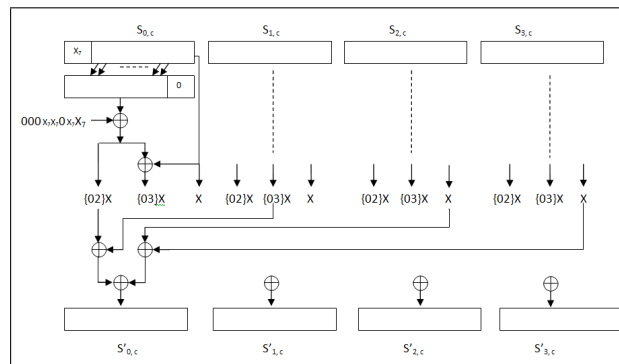 S0, c S1, c S2, c S3, c
X7
0
000x7x70x7X7
{02}X {03}X X {02}X {03}X X {02}X {03}X X {02}X {03}X X
S'0, c S'1, c S'2, c S'3, c